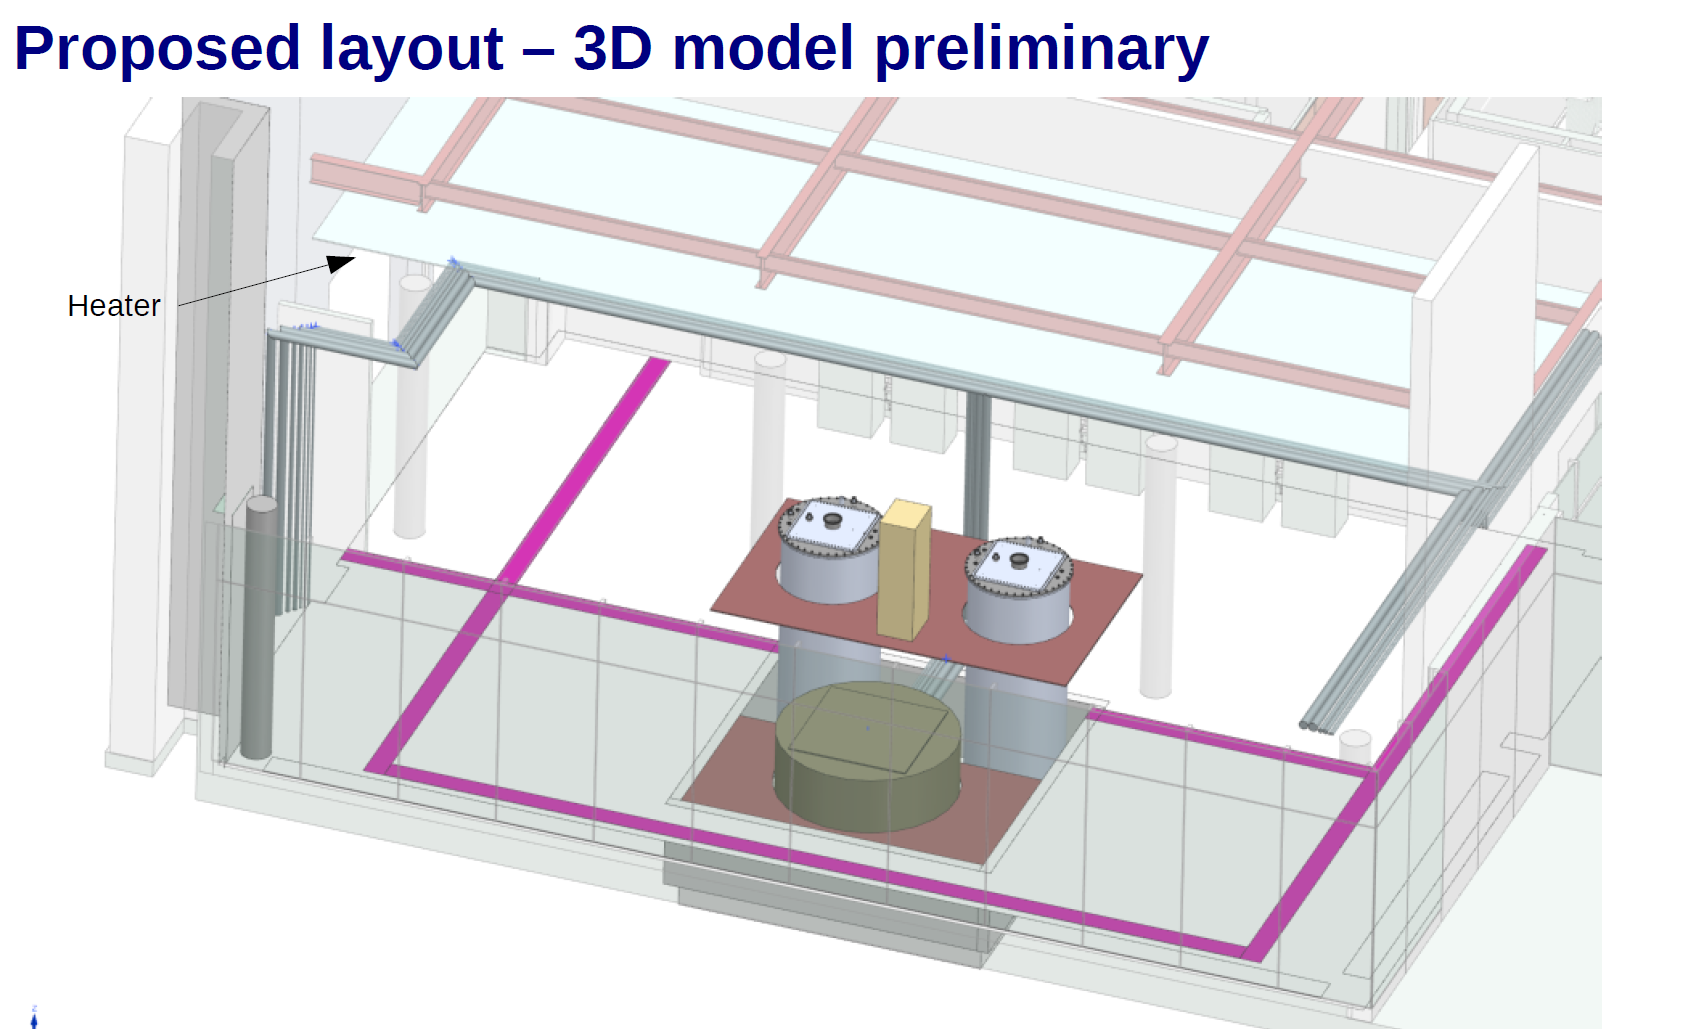 Proposed layout – 3D model preliminary
Heater
z